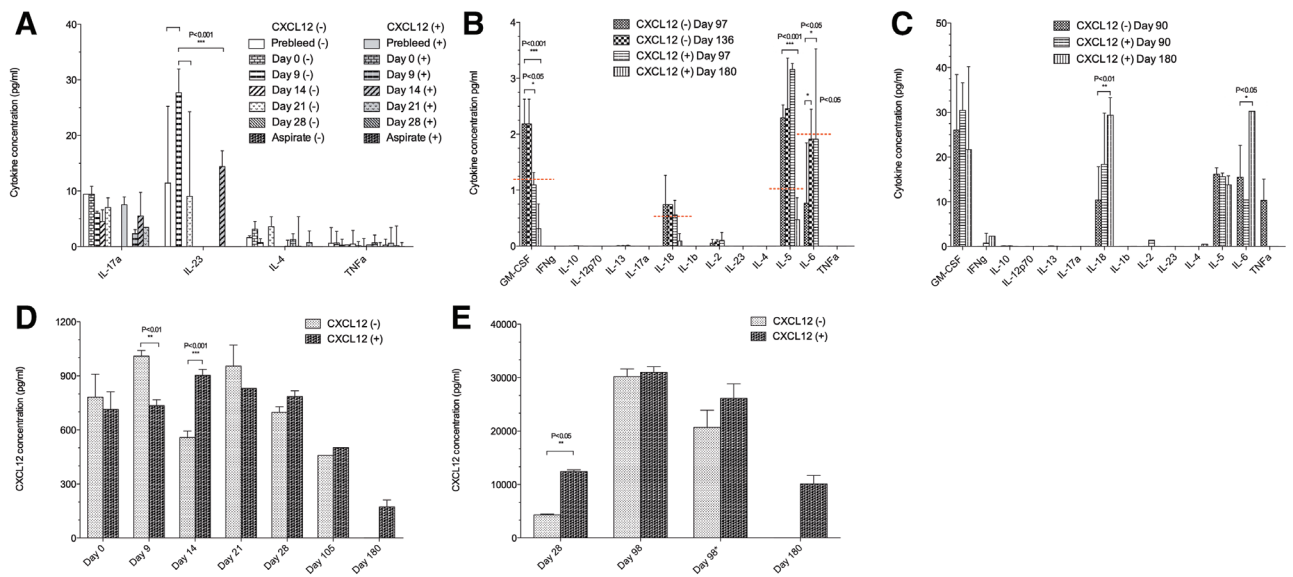 A
Cytokine concentration (pg/ml)
40
30
20
10
0
P<0.001
***
CXCL12 (-)
Prebleed (-)
Day 0 (-)
Day 9 (-)
Day 14 (-)
Day 21 (-)
Day 28 (-)
Aspirate (-)
CXCL12 (+)
Prebleed (+)
Day 0 (+)
Day 9 (+)
Day 14 (+)
Day 21 (+)
Day 28 (+)
Aspirate (+)
IL-17a
IL-23
IL-4
TNFa
B
Cytokine concentration (pg/ml)
4
3
2
1
0
CXCL12 (-) Day 97
CXCL12 (-) Day 136
CXCL12 (+) Day 97
CXCL12 (+) Day 180
P<0.001
***
P<0.05
*
P<0.001
***
P<0.05
*
*
P<0.05
GM-CSF
IFNg
IL-10
IL-12p70
IL-13
IL-17a
IL-18
IL-1b
IL-2
IL-23
IL-4
IL-5
IL-6
TNFa
C
Cytokine concentration (pg/ml)
50
40
30
20
10
0
CXCL12 (-) Day 90
CXCL12 (+) Day 90
CXCL12 (+) Day 180
P<0.01
**
P<0.05
*
GM-CSF
IFNg
IL-10
IL-12p70
IL-13
IL-17a
IL-18
IL-1b
IL-2
IL-23
IL-4
IL-5
IL-6
TNFa
D
CXCL12 concentration (pg/ml)
1200
900
600
300
0
P<0.01
**
P<0.001
***
CXCL12 (-)
CXCL12 (+)
Day 0
Day 9
Day 14
Day 21
Day 28
Day 105
Day 180
E
CXCL12 concentration (pg/ml)
40000
30000
20000
10000
0
P<0.05
**
CXCL12 (-)
CXCL12 (+)
Day 28
Day 98
Day 98*
Day 180